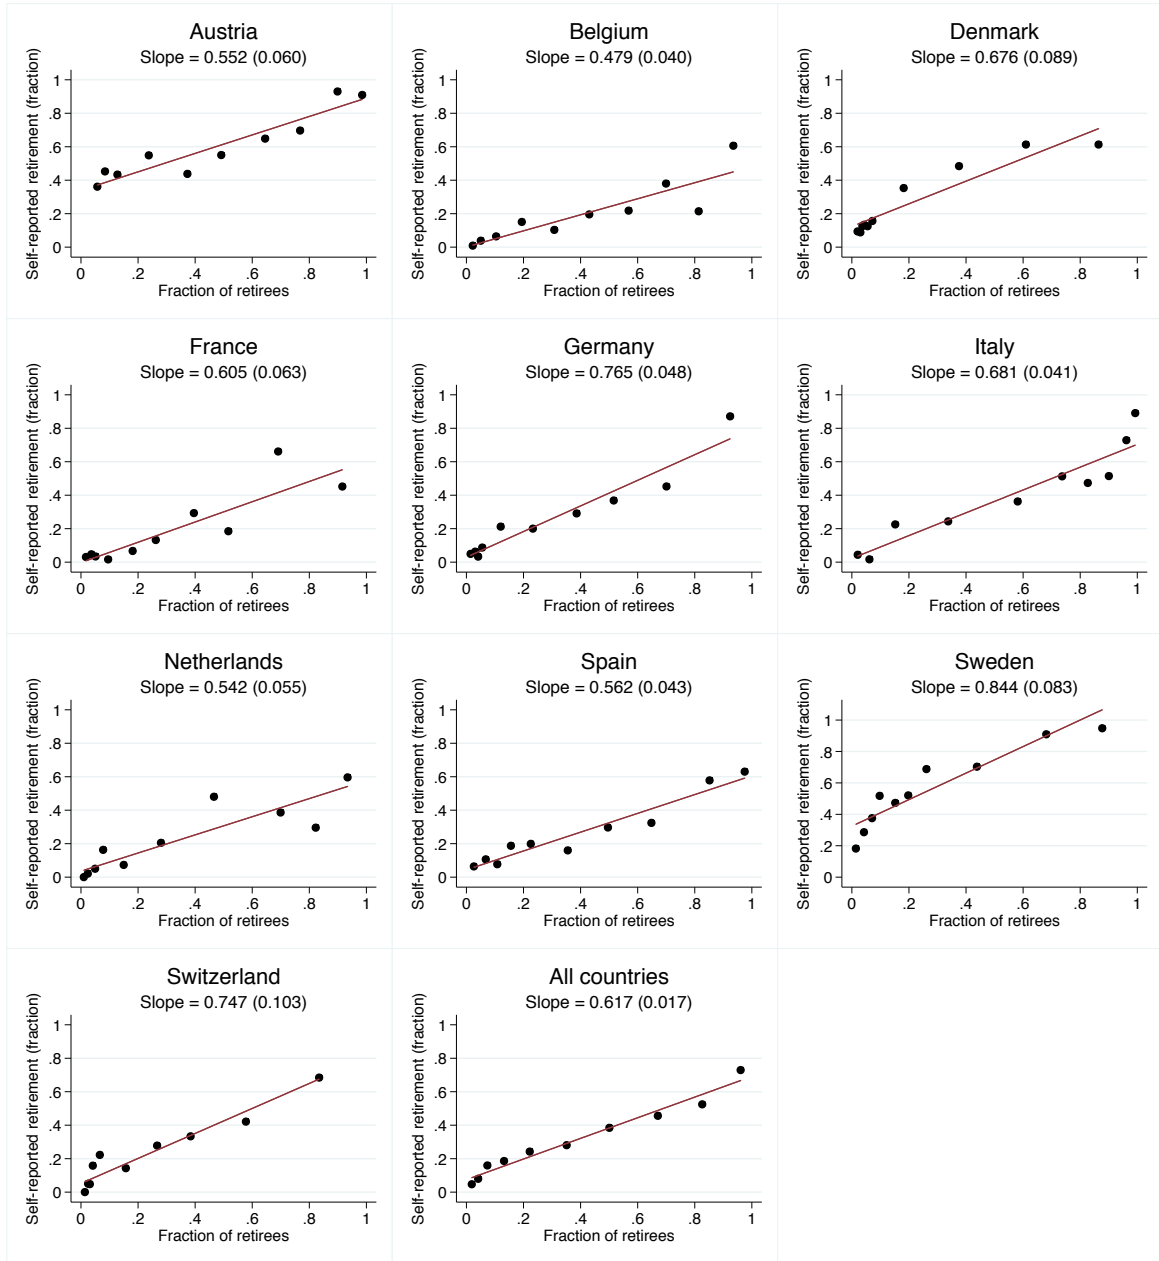 Austria
Slope = 0.552 (0.060)
Self-reported retirement (fraction)
1
.8
.6
.4
.2
0
0 .2 .4 .6 .8 1
Fraction of retirees
Belgium
Slope = 0.479 (0.040)
Self-reported retirement (fraction)
1
.8
.6
.4
.2
0
0 .2 .4 .6 .8 1
Fraction of retirees
Denmark
Slope = 0.676 (0.089)
Self-reported retirement (fraction)
1
.8
.6
.4
.2
0
0 .2 .4 .6 .8 1
Fraction of retirees
France
Slope = 0.605 (0.063)
Self-reported retirement (fraction)
1
.8
.6
.4
.2
0
0 .2 .4 .6 .8 1
Fraction of retirees
Germany
Slope = 0.765 (0.048)
Self-reported retirement (fraction)
1
.8
.6
.4
.2
0
0 .2 .4 .6 .8 1
Fraction of retirees
Italy
Slope = 0.681 (0.041)
Self-reported retirement (fraction)
1
.8
.6
.4
.2
0
0 .2 .4 .6 .8 1
Fraction of retirees
Netherlands
Slope = 0.542 (0.055)
Self-reported retirement (fraction)
1
.8
.6
.4
.2
0
0 .2 .4 .6 .8 1
Fraction of retirees
Spain
Slope = 0.562 (0.043)
Self-reported retirement (fraction)
1
.8
.6
.4
.2
0
0 .2 .4 .6 .8 1
Fraction of retirees
Sweden
Slope = 0.844 (0.083)
Self-reported retirement (fraction)
1
.8
.6
.4
.2
0
0 .2 .4 .6 .8 1
Fraction of retirees
Switzerland
Slope = 0.747 (0.103)
Self-reported retirement (fraction)
1
.8
.6
.4
.2
0
0 .2 .4 .6 .8 1
Fraction of retirees
All countries
Slope = 0.617 (0.017)
Self-reported retirement (fraction)
1
.8
.6
.4
.2
0
0 .2 .4 .6 .8 1
Fraction of retirees